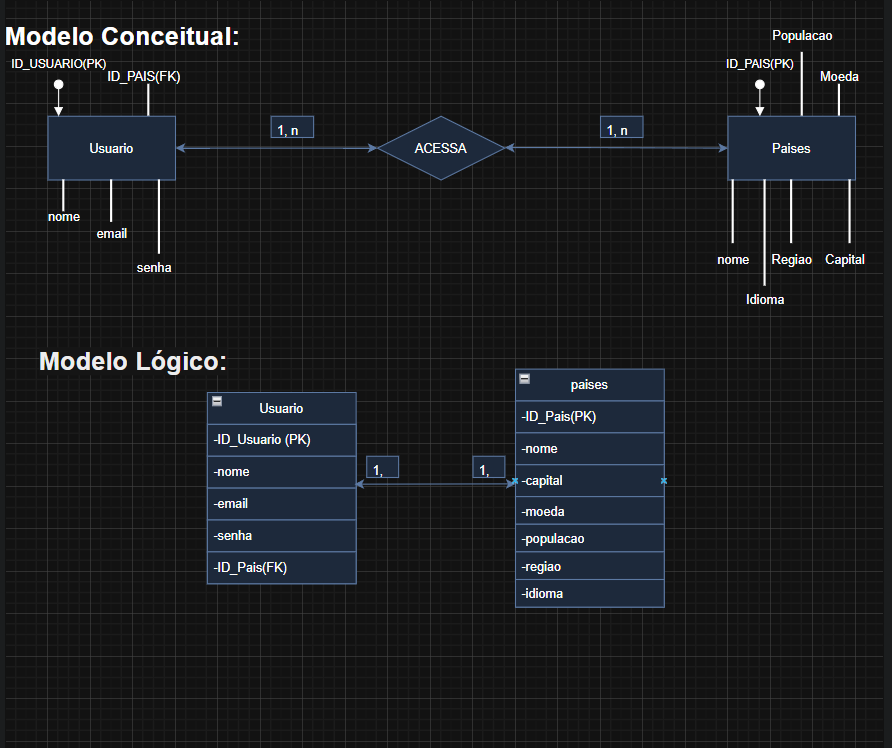 Modelo Conceitual:
Populacao
ID_USUARIO(PK)
ID_PAIS(FK)
ID_PAIS(PK)
Moeda
1, n
1, n
Usuario
ACESSA
Paises
nome
email
senha
nome
Regiao
Capital
Idioma
Modelo Lógico:
Usuario
-ID_Usuario (PK)
-nome
-email
-senha
-ID_Pais(FK)
1,
1,
paises
-ID_Pais(PK)
-nome
-capital
-moeda
-populacao
-regiao
-idioma